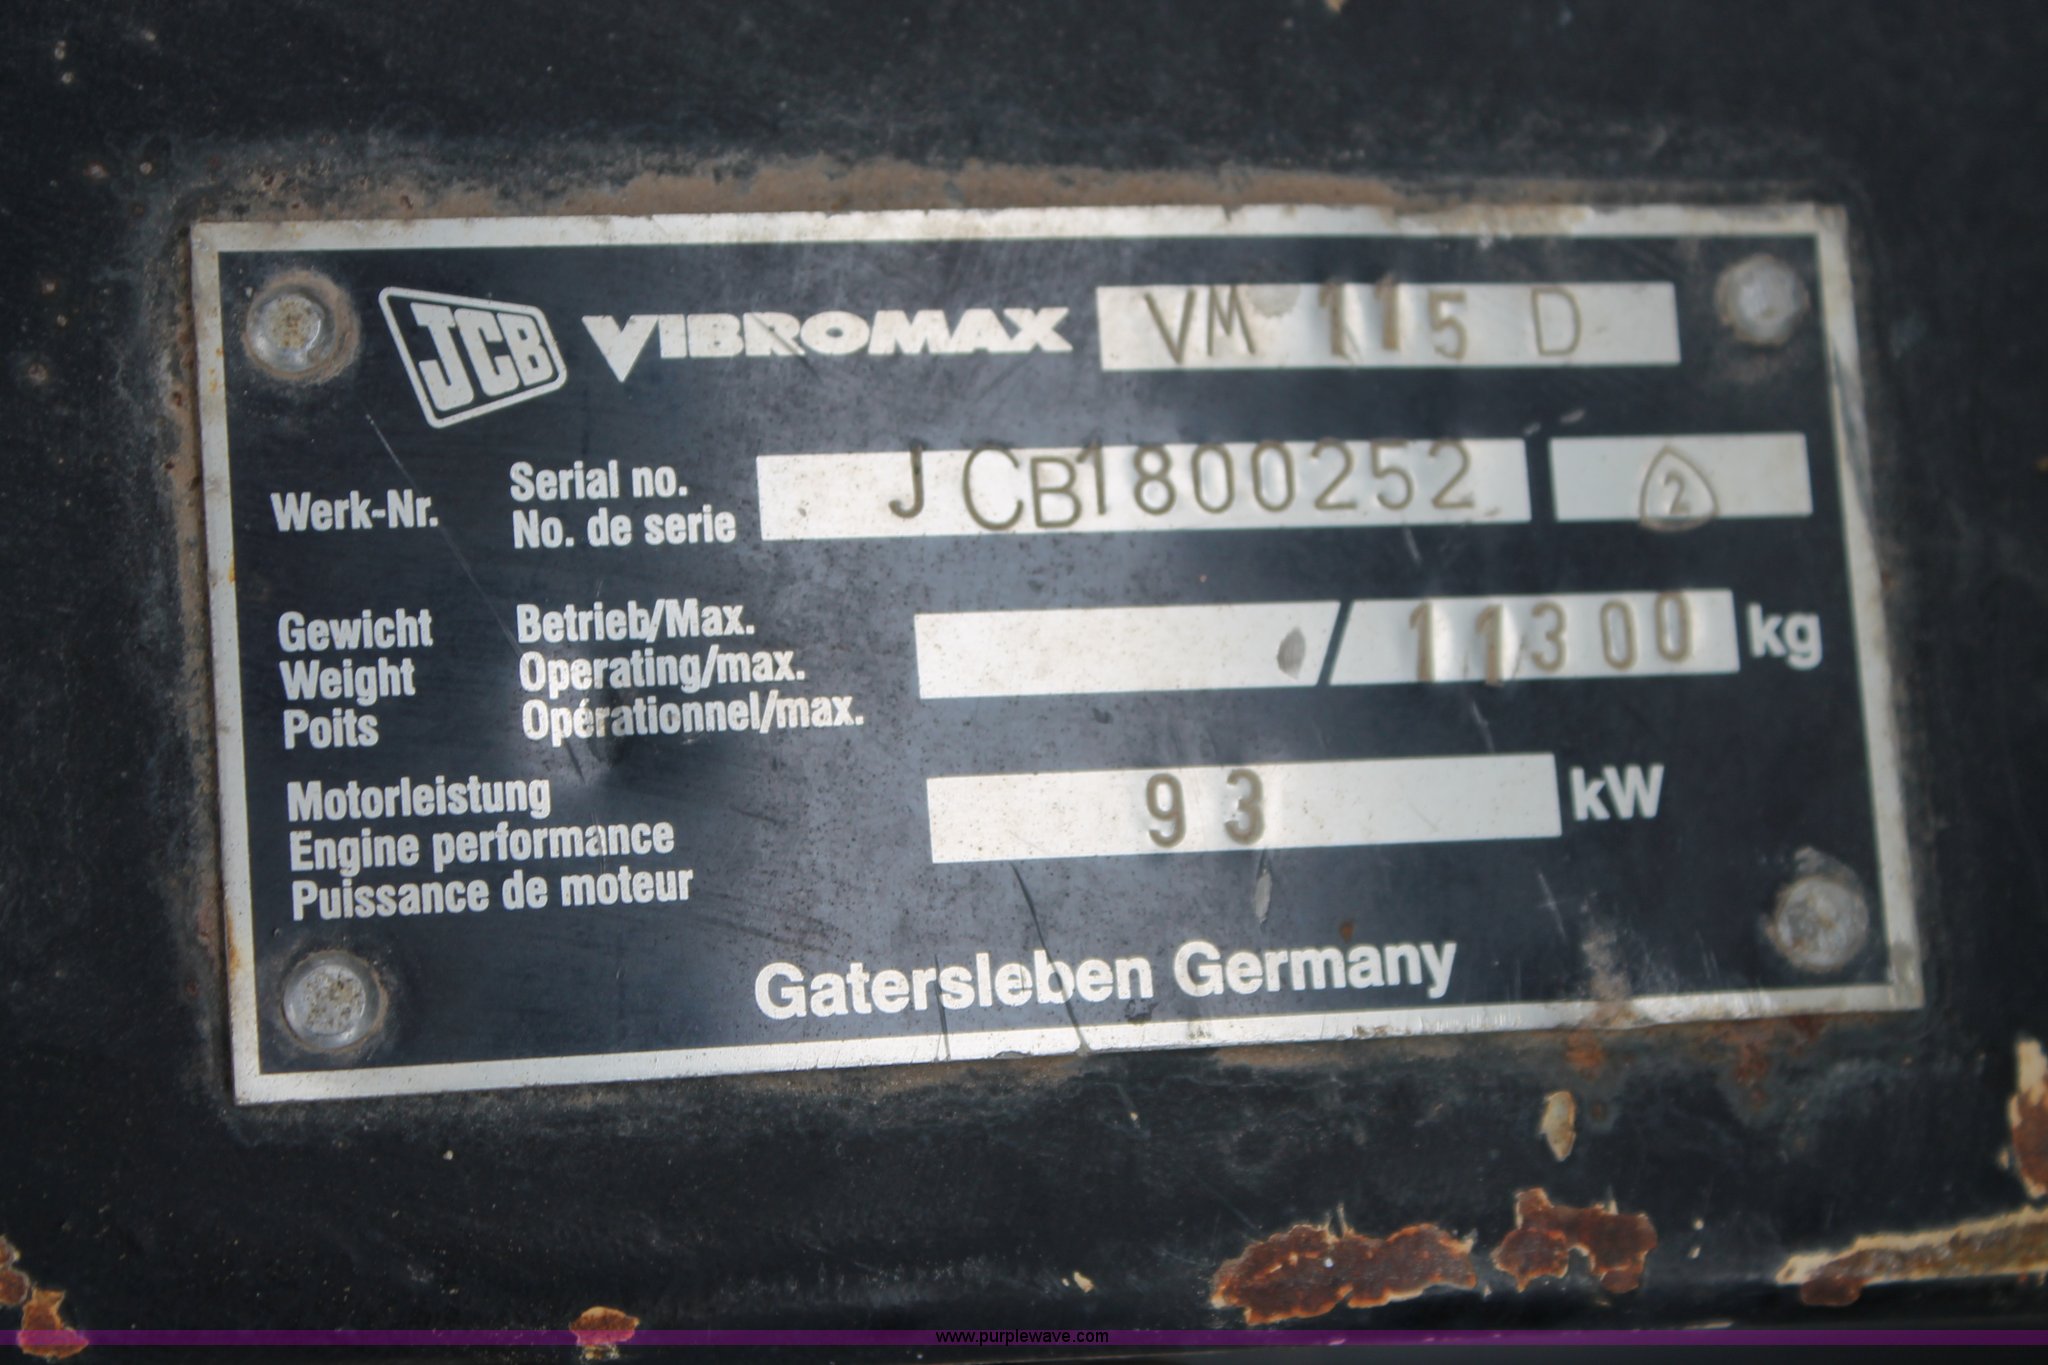 JCB VIBROMAX VM 115 D
Werk-Nr.
Serial no.
No. de serie
JCB1800252 2
Gewicht
Weight
Poits
Betrieb/Max.
Operating/max.
Opérationnel/max.
/ 11300 kg
Motorleistung
Engine performance
Puissance de moteur
93 kW
Gatersleben Germany
www.purplewave.com